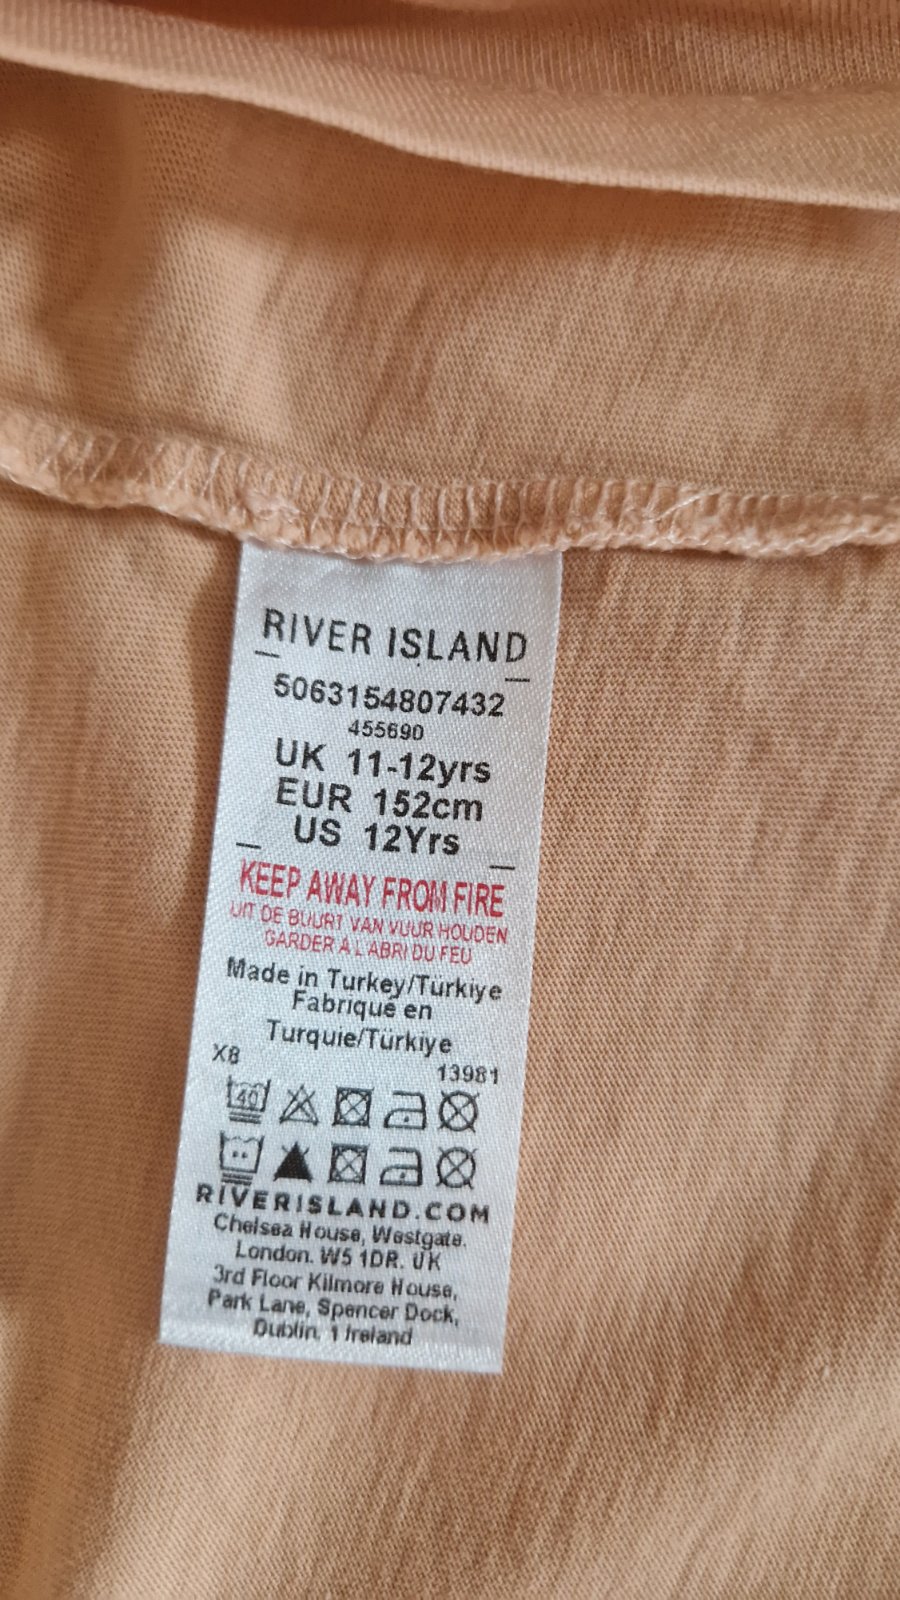 RIVER ISLAND
5063154807432
455690
UK 11-12yrs
EUR 152cm
US 12Yrs
KEEP AWAY FROM FIRE
UIT DE BUURT VAN VUUR HOUDEN
GARDER A L'ABRI DU FEU
Made in Turkey/Türkiye
Fabriqué en
Turquie/Türkiye
X8
13981
40
RIVERISLAND.COM
Chelsea House, Westgate.
London. W5 1DR. UK
3rd Floor Kilmore House,
Park Lane, Spencer Dock,
Dublin, 1 Ireland